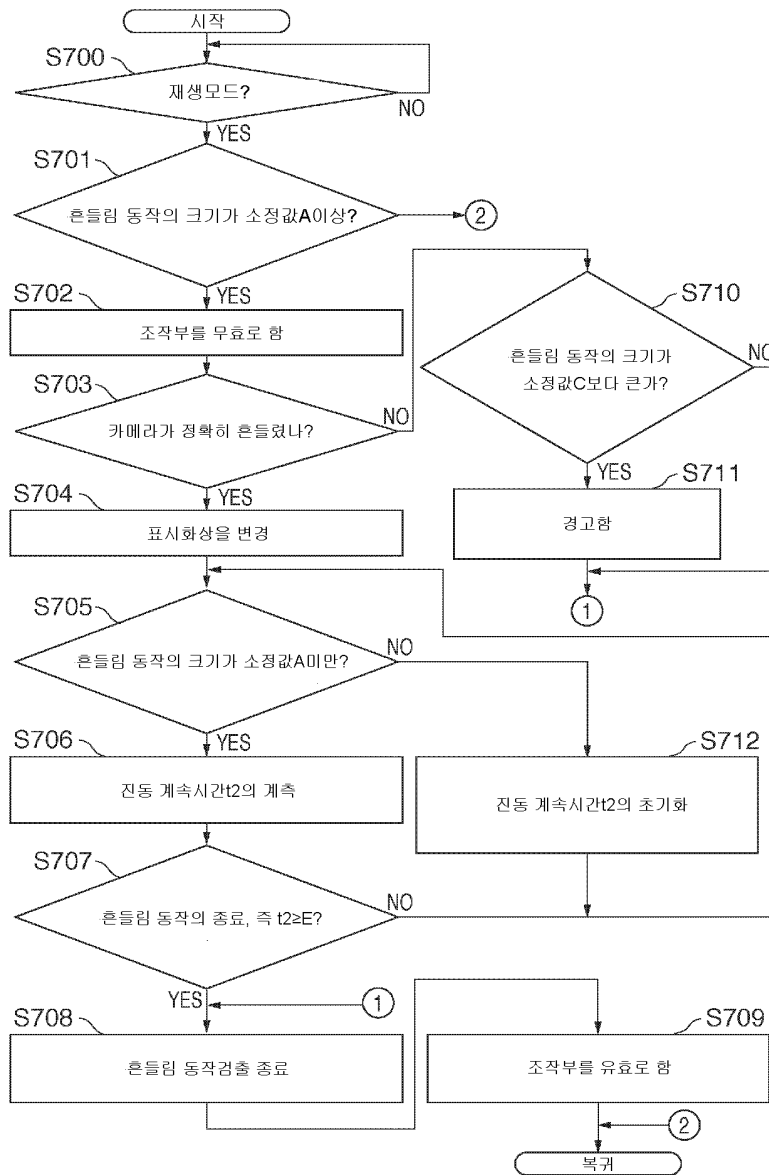 시작
S700
재생모드?
NO
YES
S701
흔들림 동작의 크기가 소정값A이상?
②
YES
S702
조작부를 무효로 함
S710
흔들림 동작의 크기가
소정값C보다 큰가?
NO
S703
카메라가 정확히 흔들렸나?
NO
YES
YES
S704
표시화상을 변경
S711
경고함
①
S705
흔들림 동작의 크기가 소정값A미만?
NO
YES
S706
진동 계속시간t2의 계측
S712
진동 계속시간t2의 초기화
S707
흔들림 동작의 종료, 즉 t2≥E?
NO
YES
①
S708
흔들림 동작검출 종료
S709
조작부를 유효로 함
②
복귀